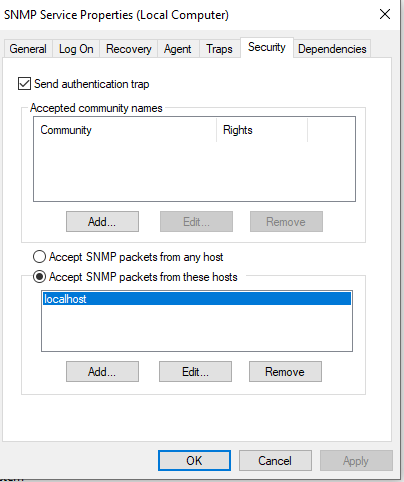 SNMP Service Properties (Local Computer)
General Log On Recovery Agent Traps Security Dependencies
Send authentication trap
Accepted community names
Community Rights
Add... Edit... Remove
Accept SNMP packets from any host
Accept SNMP packets from these hosts
localhost
Add... Edit... Remove
OK Cancel Apply